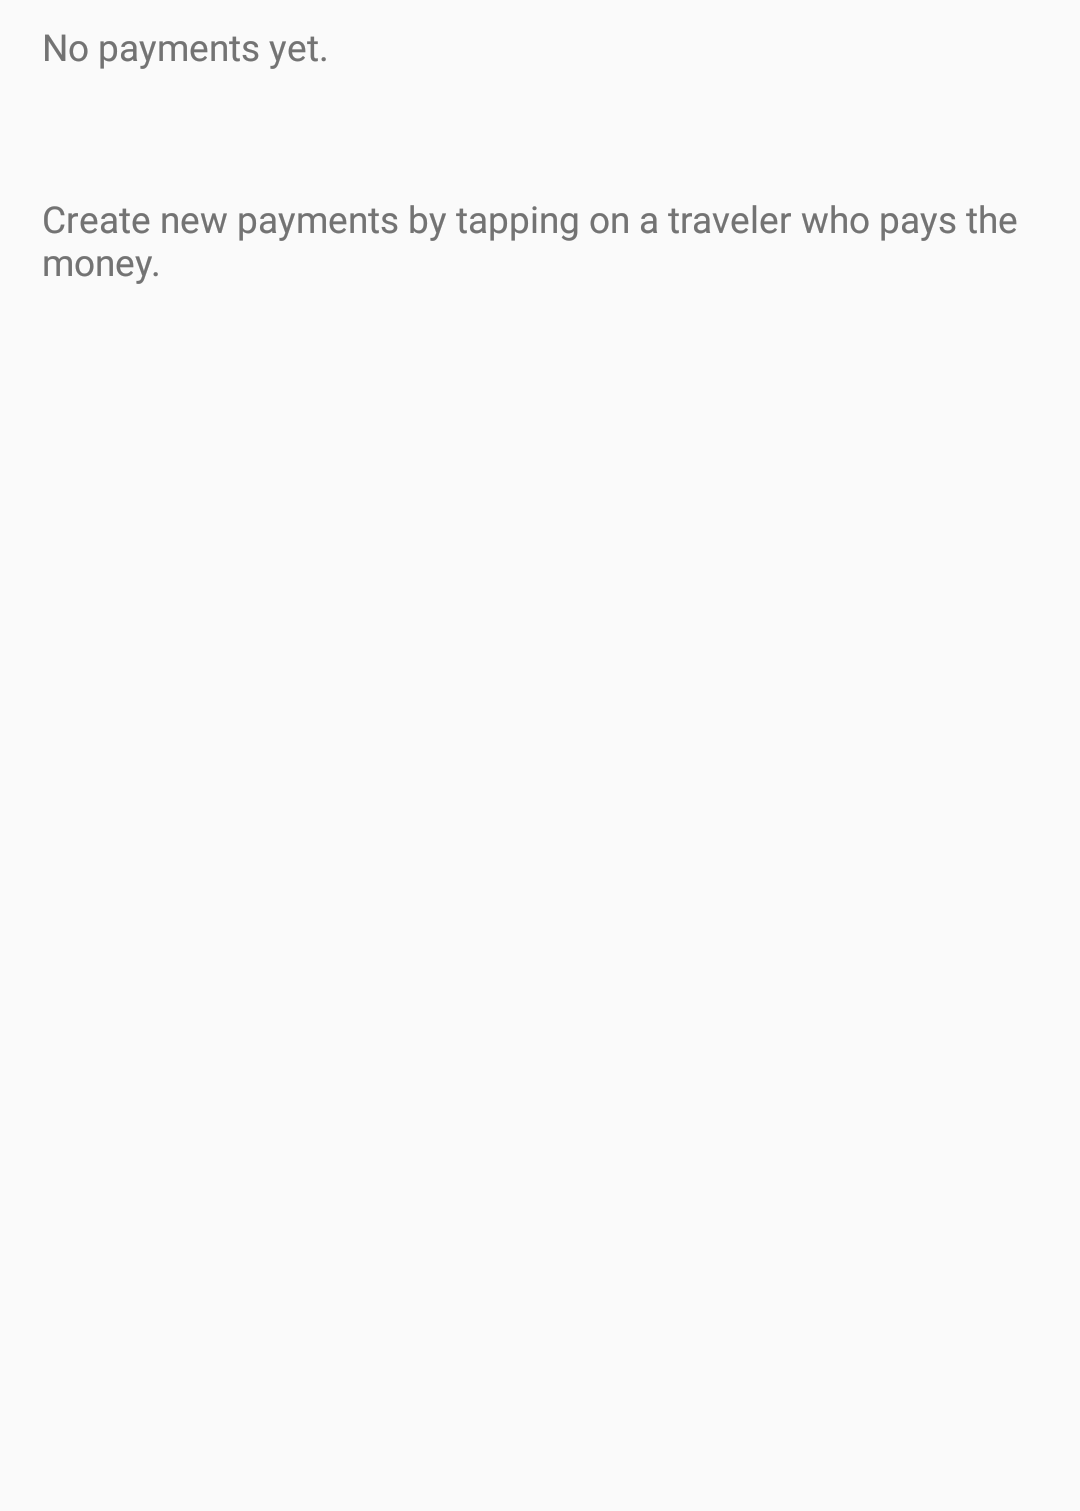 No payments yet.
Create new payments by tapping on a traveler who pays the
money.